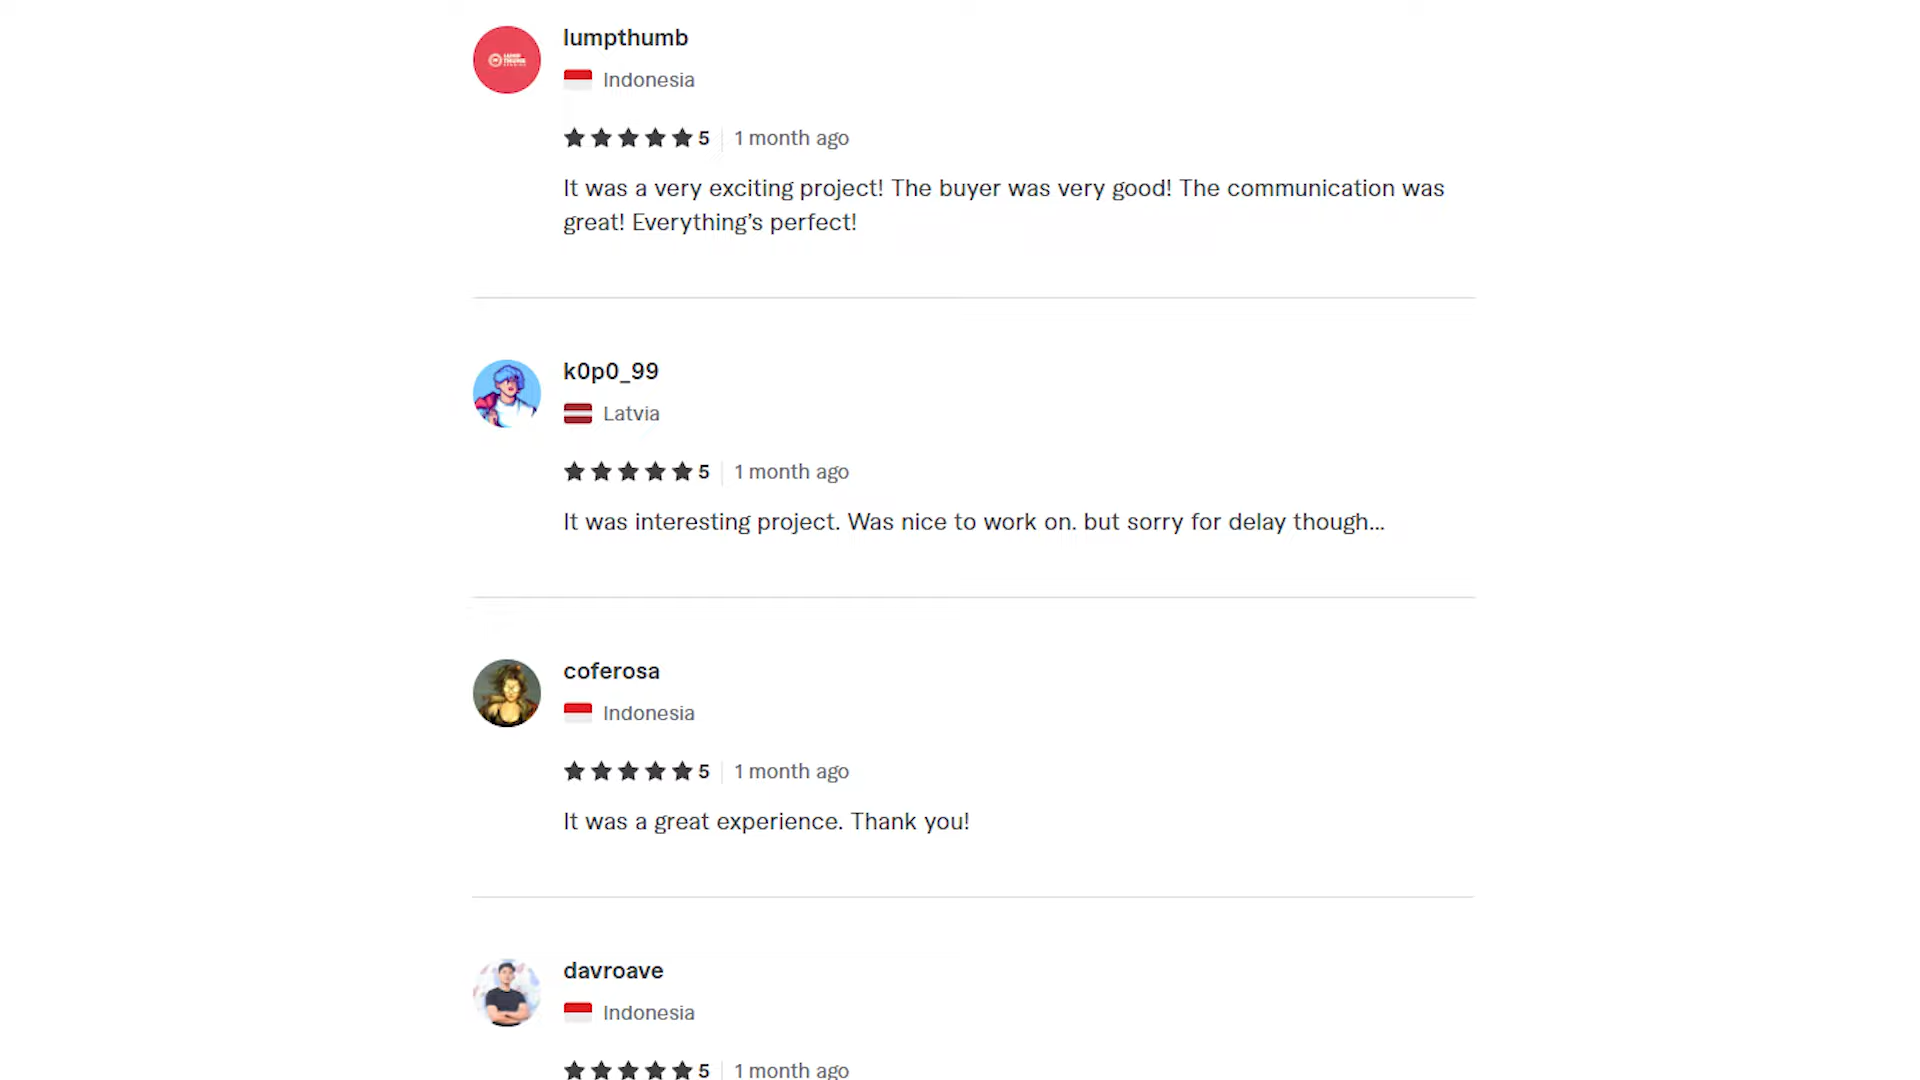 lumpthumb
Indonesia
5 1 month ago
It was a very exciting project! The buyer was very good! The communication was
great! Everything’s perfect!
k0p0_99
Latvia
5 1 month ago
It was interesting project. Was nice to work on. but sorry for delay though...
coferosa
Indonesia
5 1 month ago
It was a great experience. Thank you!
davroave
Indonesia
5 1 month ago